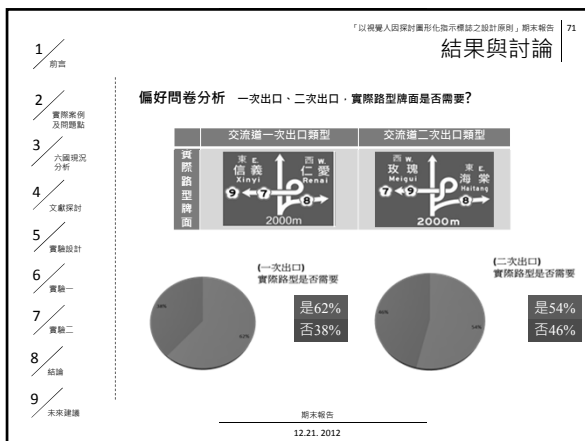 「以視覺人因探討圖形化指示標誌之設計原則」期末報告 71
結果與討論
1
前言
2
實際案例
及問題點
3
六國現況
分析
4
文獻探討
5
實驗設計
6
實驗一
7
實驗二
8
結論
9
未來建議
偏好問卷分析 一次出口、二次出口，實際路型牌面是否需要?
交流道一次出口類型 交流道二次出口類型
實際路型牌面
東 E. 西 W.
信義 仁愛
Xinyi Renai
9 7 8
2000m
西 W. 東 E.
玫瑰 海棠
Meigui Haitang
7 9 8
2000m
(一次出口)
實際路型是否需要
38%
62%
是62%
否38%
(二次出口)
實際路型是否需要
46%
54%
是54%
否46%
期末報告
12.21. 2012